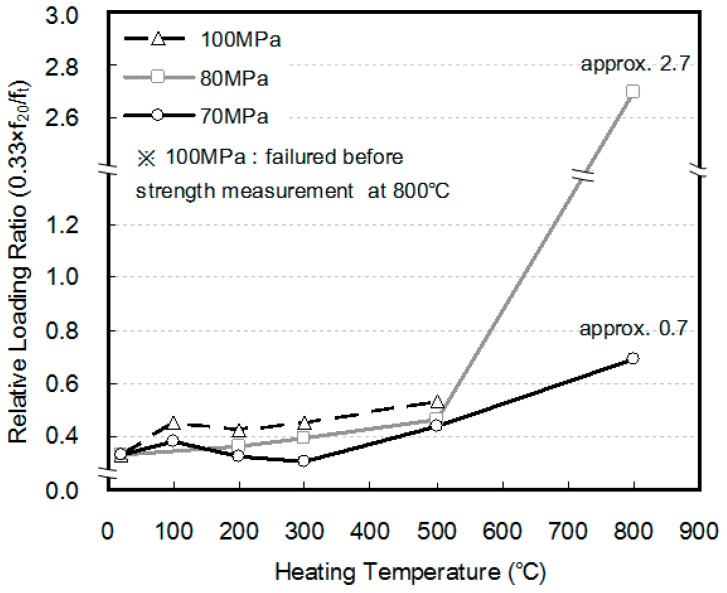 3.0
2.8
2.6
1.2
1.0
0.8
0.6
0.4
0.0
Relative Loading Ratio (0.33×f20/ft)
100MPa
80MPa
70MPa
※ 100MPa : failured before
strength measurement at 800℃
approx. 2.7
approx. 0.7
0 100 200 300 400 500 600 700 800 900
Heating Temperature (℃)